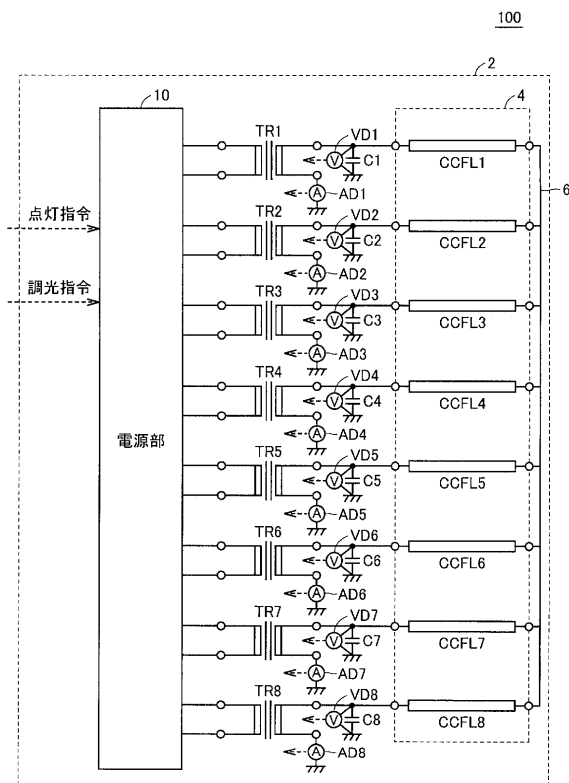 100
2
10
4
TR1
VD1
V
C1
CCFL1
6
A
AD1
点灯指令
TR2
VD2
V
C2
CCFL2
A
AD2
調光指令
TR3
VD3
V
C3
CCFL3
A
AD3
TR4
VD4
V
C4
CCFL4
A
AD4
電源部
TR5
VD5
V
C5
CCFL5
A
AD5
TR6
VD6
V
C6
CCFL6
A
AD6
TR7
VD7
V
C7
CCFL7
A
AD7
TR8
VD8
V
C8
CCFL8
A
AD8